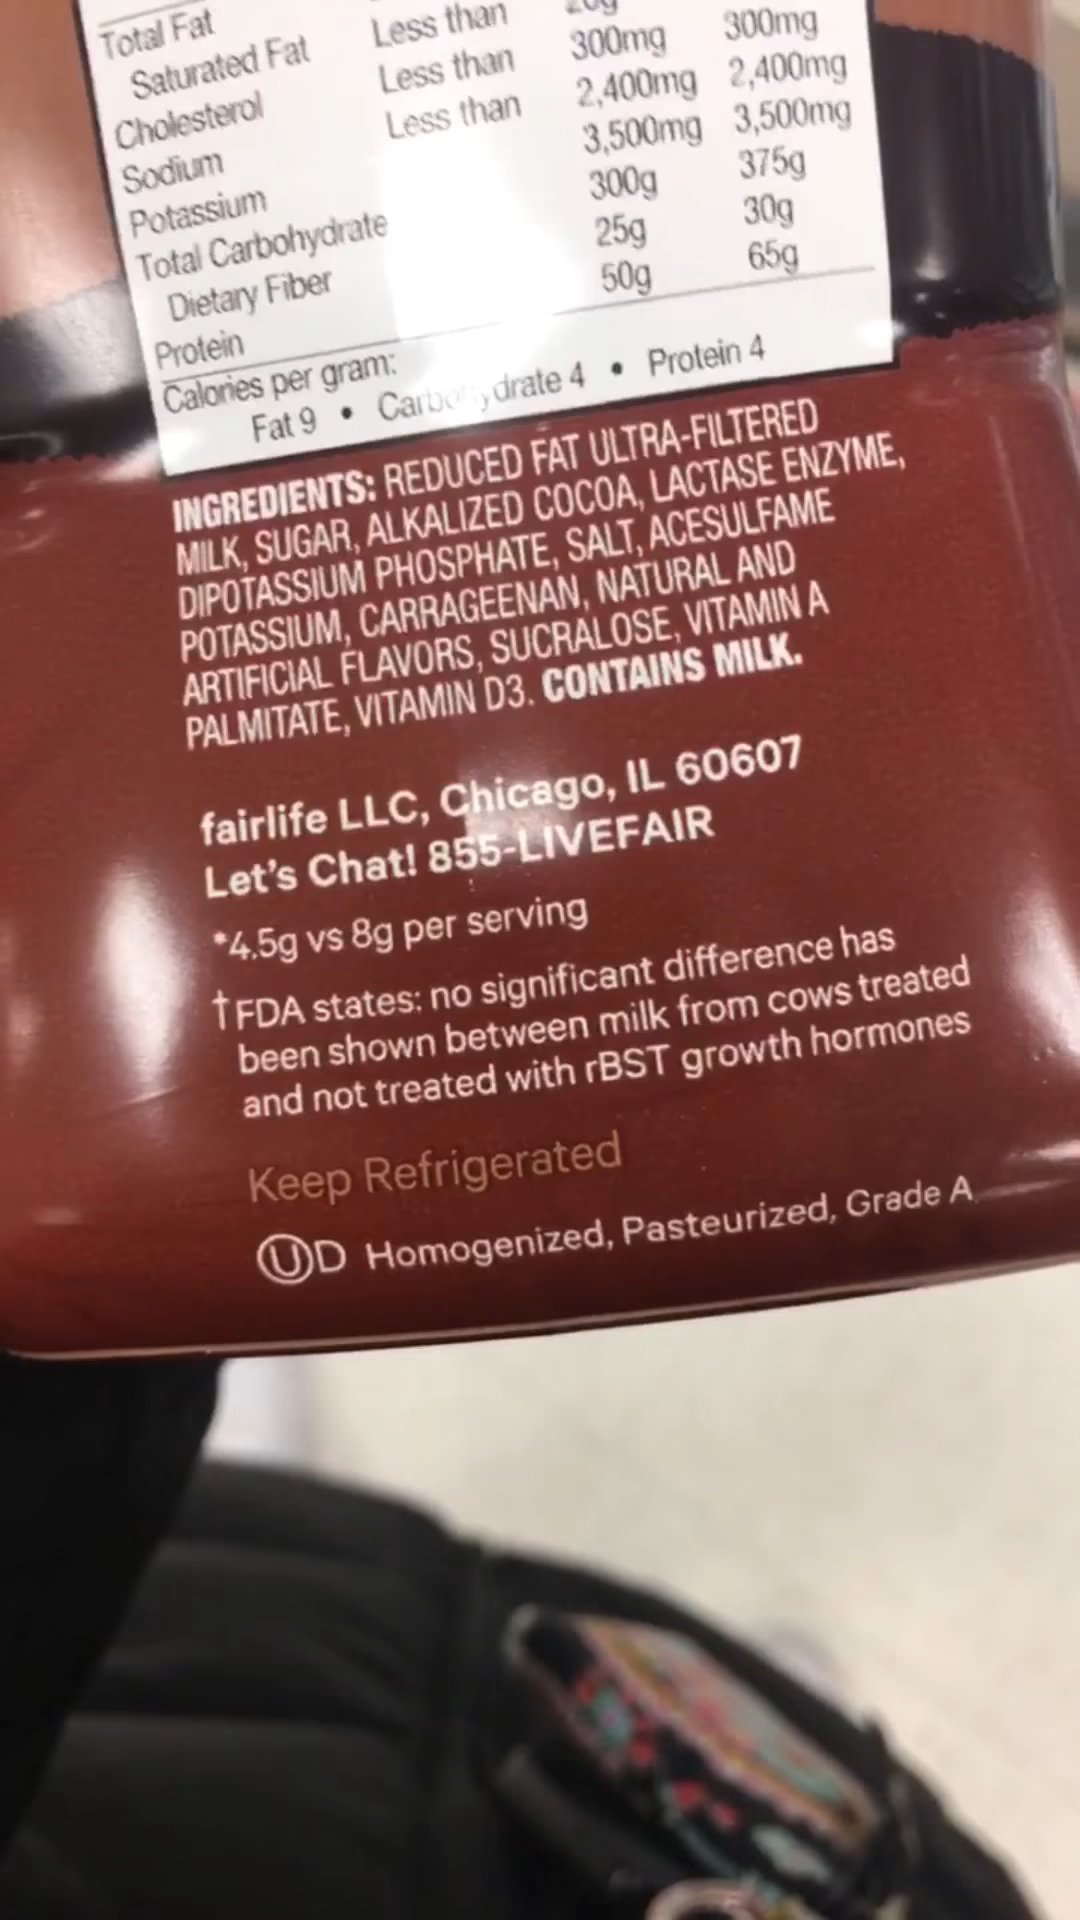 Total Fat Less than
Saturated Fat Less than 300mg 300mg
Cholesterol Less than 2,400mg 2,400mg
Sodium 3,500mg 3,500mg
Potassium 300g 375g
Total Carbohydrate 25g 30g
Dietary Fiber 50g 65g
Protein
Calories per gram:
Fat 9 • Carbohydrate 4 • Protein 4
INGREDIENTS: REDUCED FAT ULTRA-FILTERED
MILK, SUGAR, ALKALIZED COCOA, LACTASE ENZYME,
DIPOTASSIUM PHOSPHATE, SALT, ACESULFAME
POTASSIUM, CARRAGEENAN, NATURAL AND
ARTIFICIAL FLAVORS, SUCRALOSE, VITAMIN A
PALMITATE, VITAMIN D3. CONTAINS MILK.
fairlife LLC, Chicago, IL 60607
Let's Chat! 855-LIVEFAIR
*4.5g vs 8g per serving
†FDA states: no significant difference has
been shown between milk from cows treated
and not treated with rBST growth hormones
Keep Refrigerated
ⓊD Homogenized, Pasteurized, Grade A